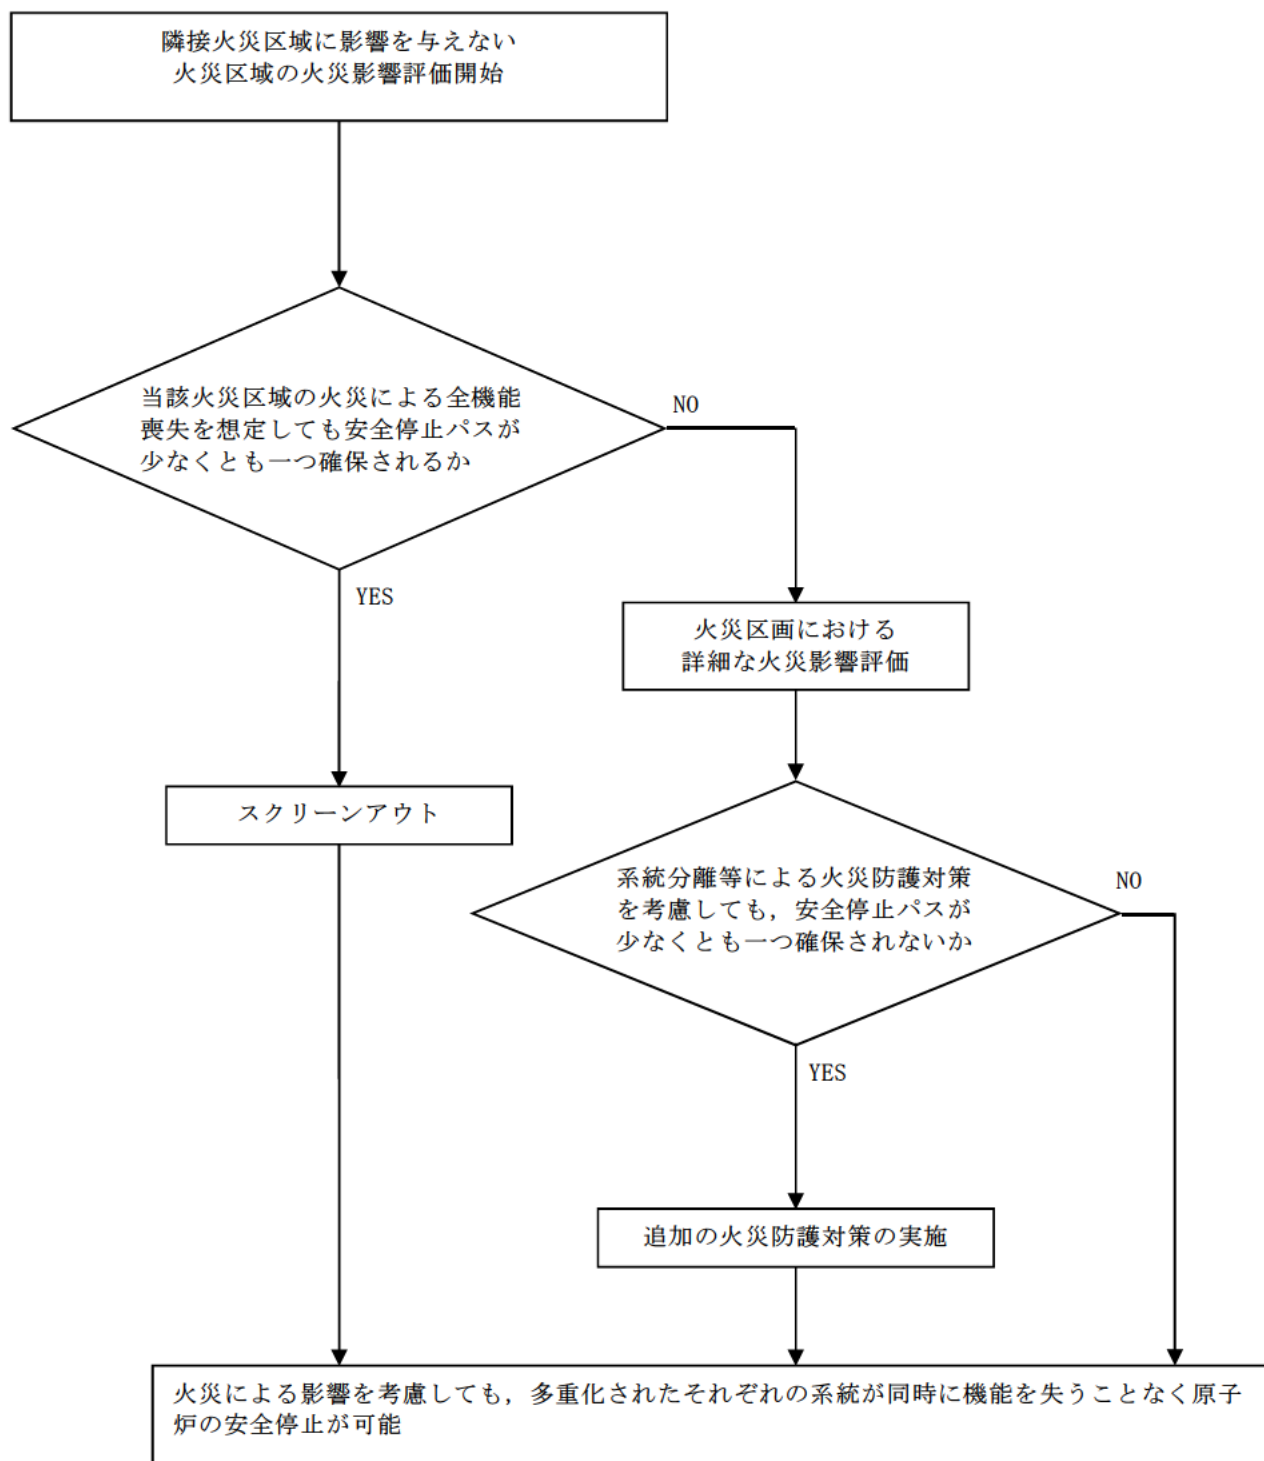 隣接火災区域に影響を与えない
火災区域の火災影響評価開始
当該火災区域の火災による全機能
喪失を想定しても安全停止パスが
少なくとも一つ確保されるか
NO
YES
火災区画における
詳細な火災影響評価
スクリーンアウト
系統分離等による火災防護対策
を考慮しても，安全停止パスが
少なくとも一つ確保されないか
NO
YES
追加の火災防護対策の実施
火災による影響を考慮しても，多重化されたそれぞれの系統が同時に機能を失うことなく原子
炉の安全停止が可能